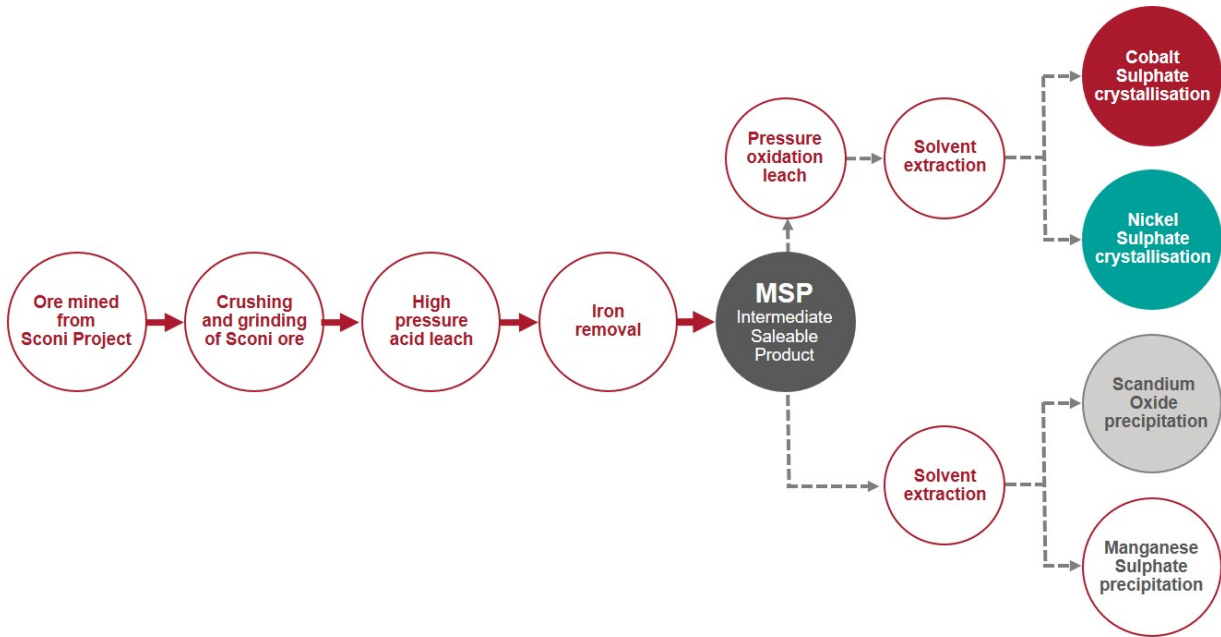 Ore mined
from
Sconi Project
Crushing
and grinding
of Sconi ore
High
pressure
acid leach
Iron
removal
MSP
Intermediate
Saleable
Product
Pressure
oxidation
leach
Solvent
extraction
Cobalt
Sulphate
crystallisation
Nickel
Sulphate
crystallisation
Solvent
extraction
Scandium
Oxide
precipitation
Manganese
Sulphate
precipitation